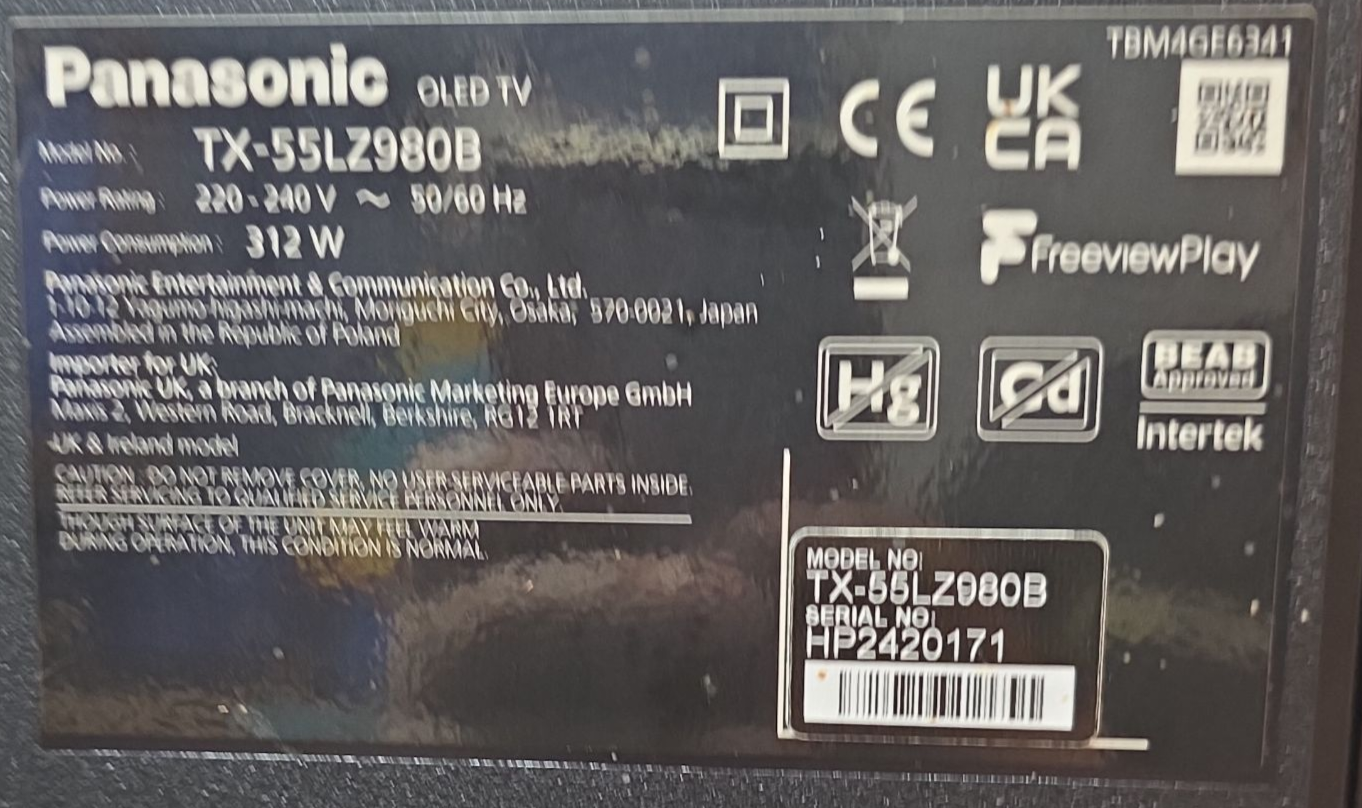 TBM4GE6341
Panasonic OLED TV
CE
UK
CA
Model No. : TX-55LZ980B
Power Rating : 220 - 240 V ~ 50/60 Hz
Power Consumption : 312 W
FreeviewPlay
Panasonic Entertainment & Communication Co., Ltd.
1-10-12 Yagumo-higashi-machi, Moriguchi City, Osaka, 570-0021, Japan
Assembled in the Republic of Poland
Importer for UK:
Panasonic UK, a branch of Panasonic Marketing Europe GmbH
Maxis 2, Western Road, Bracknell, Berkshire, RG12 1RT
Hg
Cd
BEAB
Approved
Intertek
-UK & Ireland model
CAUTION : DO NOT REMOVE COVER, NO USER SERVICEABLE PARTS INSIDE.
REFER SERVICING TO QUALIFIED SERVICE PERSONNEL ONLY.
THOUGH SURFACE OF THE UNIT MAY FEEL WARM
DURING OPERATION, THIS CONDITION IS NORMAL.
MODEL NO:
TX-55LZ980B
SERIAL NO:
HP2420171